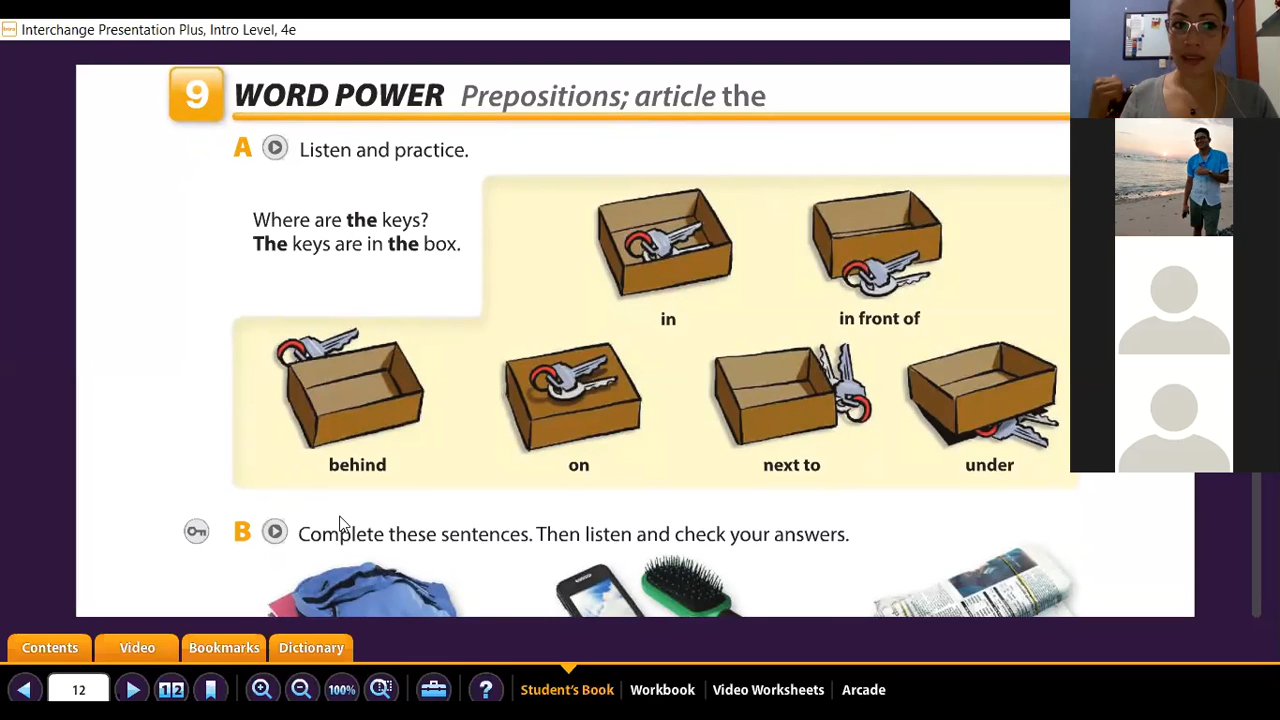 Interchange Presentation Plus, Intro Level, 4e
9 WORD POWER Prepositions; article the
A Listen and practice.
Where are the keys?
The keys are in the box.
in
in front of
behind
on
next to
under
B Complete these sentences. Then listen and check your answers.
Contents
Video
Bookmarks
Dictionary
12
12
100%
?
Student's Book
Workbook
Video Worksheets
Arcade